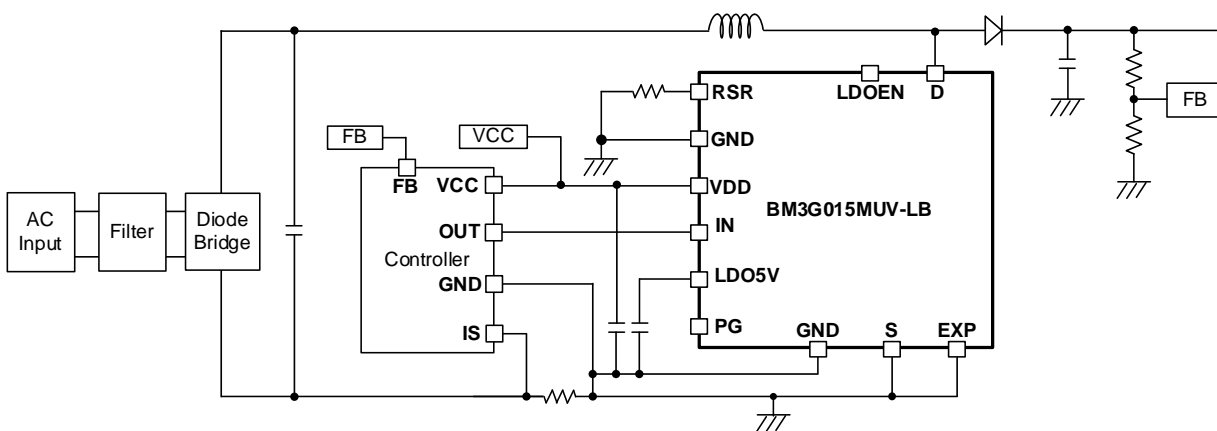 RSR
LDOEN
D
FB
GND
FB
VCC
FB
VCC
VDD
BM3G015MUV-LB
AC
Input
Filter
Diode
Bridge
OUT
IN
Controller
GND
LDO5V
IS
PG
GND
S
EXP